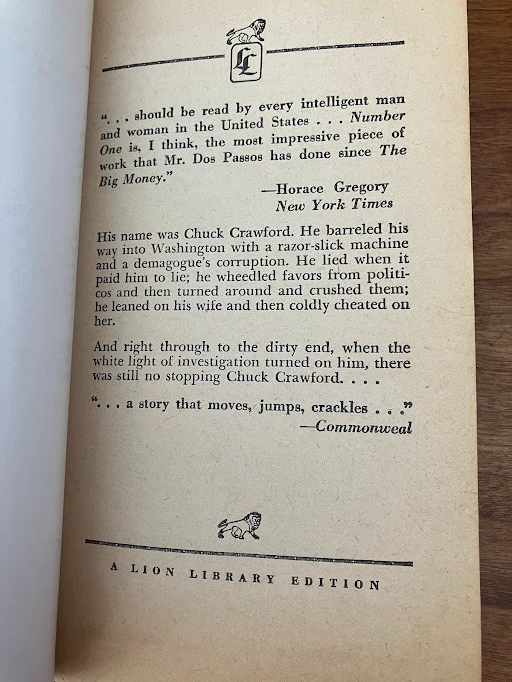 LL
“. . . should be read by every intelligent man
and woman in the United States . . . Number
One is, I think, the most impressive piece of
work that Mr. Dos Passos has done since The
Big Money.”
—Horace Gregory
New York Times
His name was Chuck Crawford. He barreled his
way into Washington with a razor-slick machine
and a demagogue's corruption. He lied when it
paid him to lie; he wheedled favors from politi-
cos and then turned around and crushed them;
he leaned on his wife and then coldly cheated on
her.
And right through to the dirty end, when the
white light of investigation turned on him, there
was still no stopping Chuck Crawford. . . .
“. . . a story that moves, jumps, crackles . . .”
—Commonweal
A LION LIBRARY EDITION